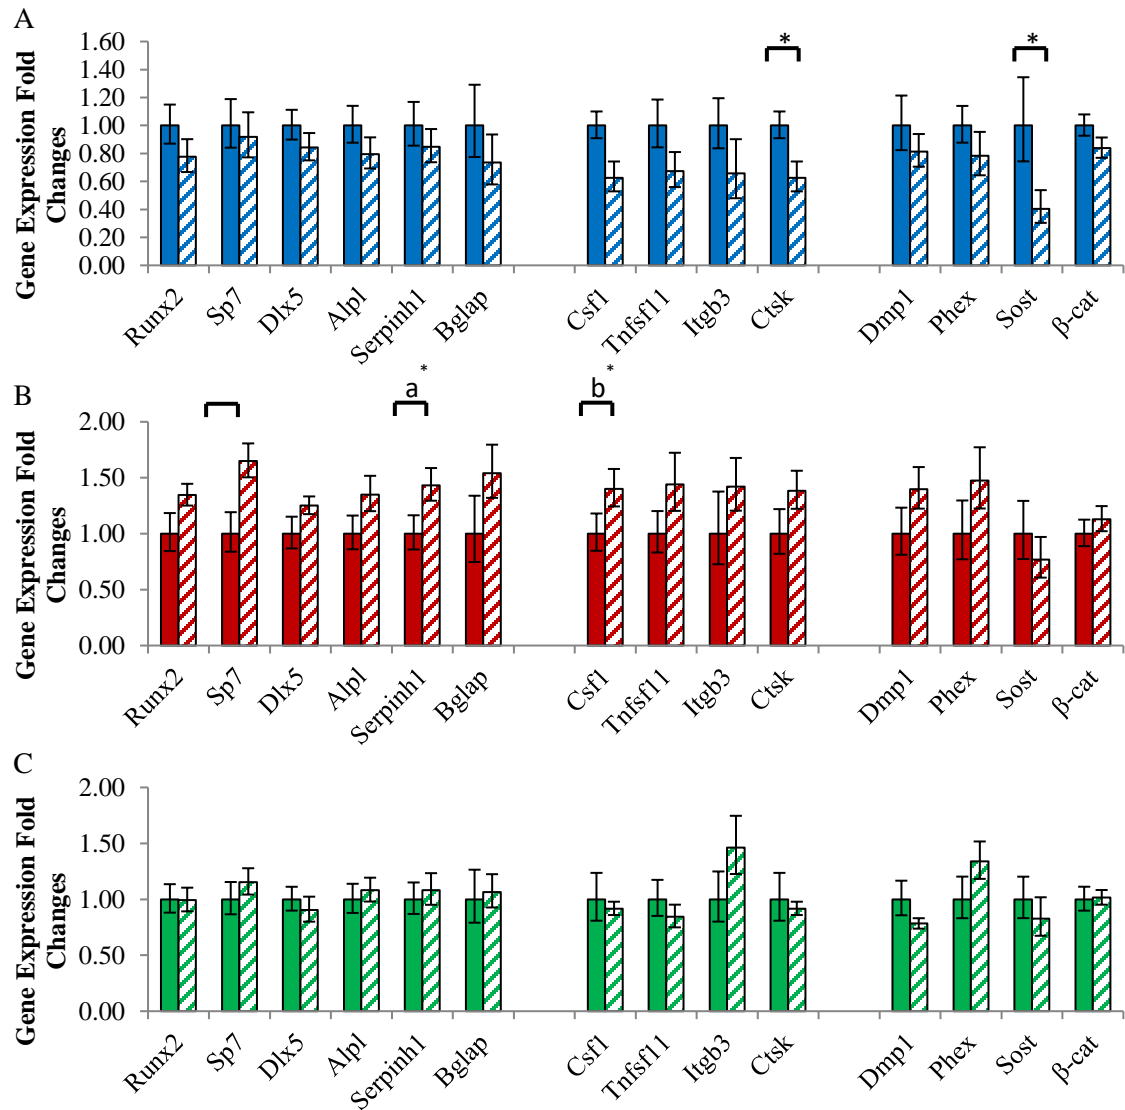 A
Gene Expression Fold
Changes
1.60
1.40
1.20
1.00
0.80
0.60
0.40
0.20
0.00
*
*
Runx2
Sp7
Dlx5
Alpl
Serpinh1
Bglap
Csf1
Tnfsf11
Itgb3
Ctsk
Dmp1
Phex
Sost
β-cat
B
Gene Expression Fold
Changes
2.00
1.50
1.00
0.50
0.00
*
a
*
b
Runx2
Sp7
Dlx5
Alpl
Serpinh1
Bglap
Csf1
Tnfsf11
Itgb3
Ctsk
Dmp1
Phex
Sost
β-cat
C
Gene Expression Fold
Changes
2.00
1.50
1.00
0.50
0.00
Runx2
Sp7
Dlx5
Alpl
Serpinh1
Bglap
Csf1
Tnfsf11
Itgb3
Ctsk
Dmp1
Phex
Sost
β-cat